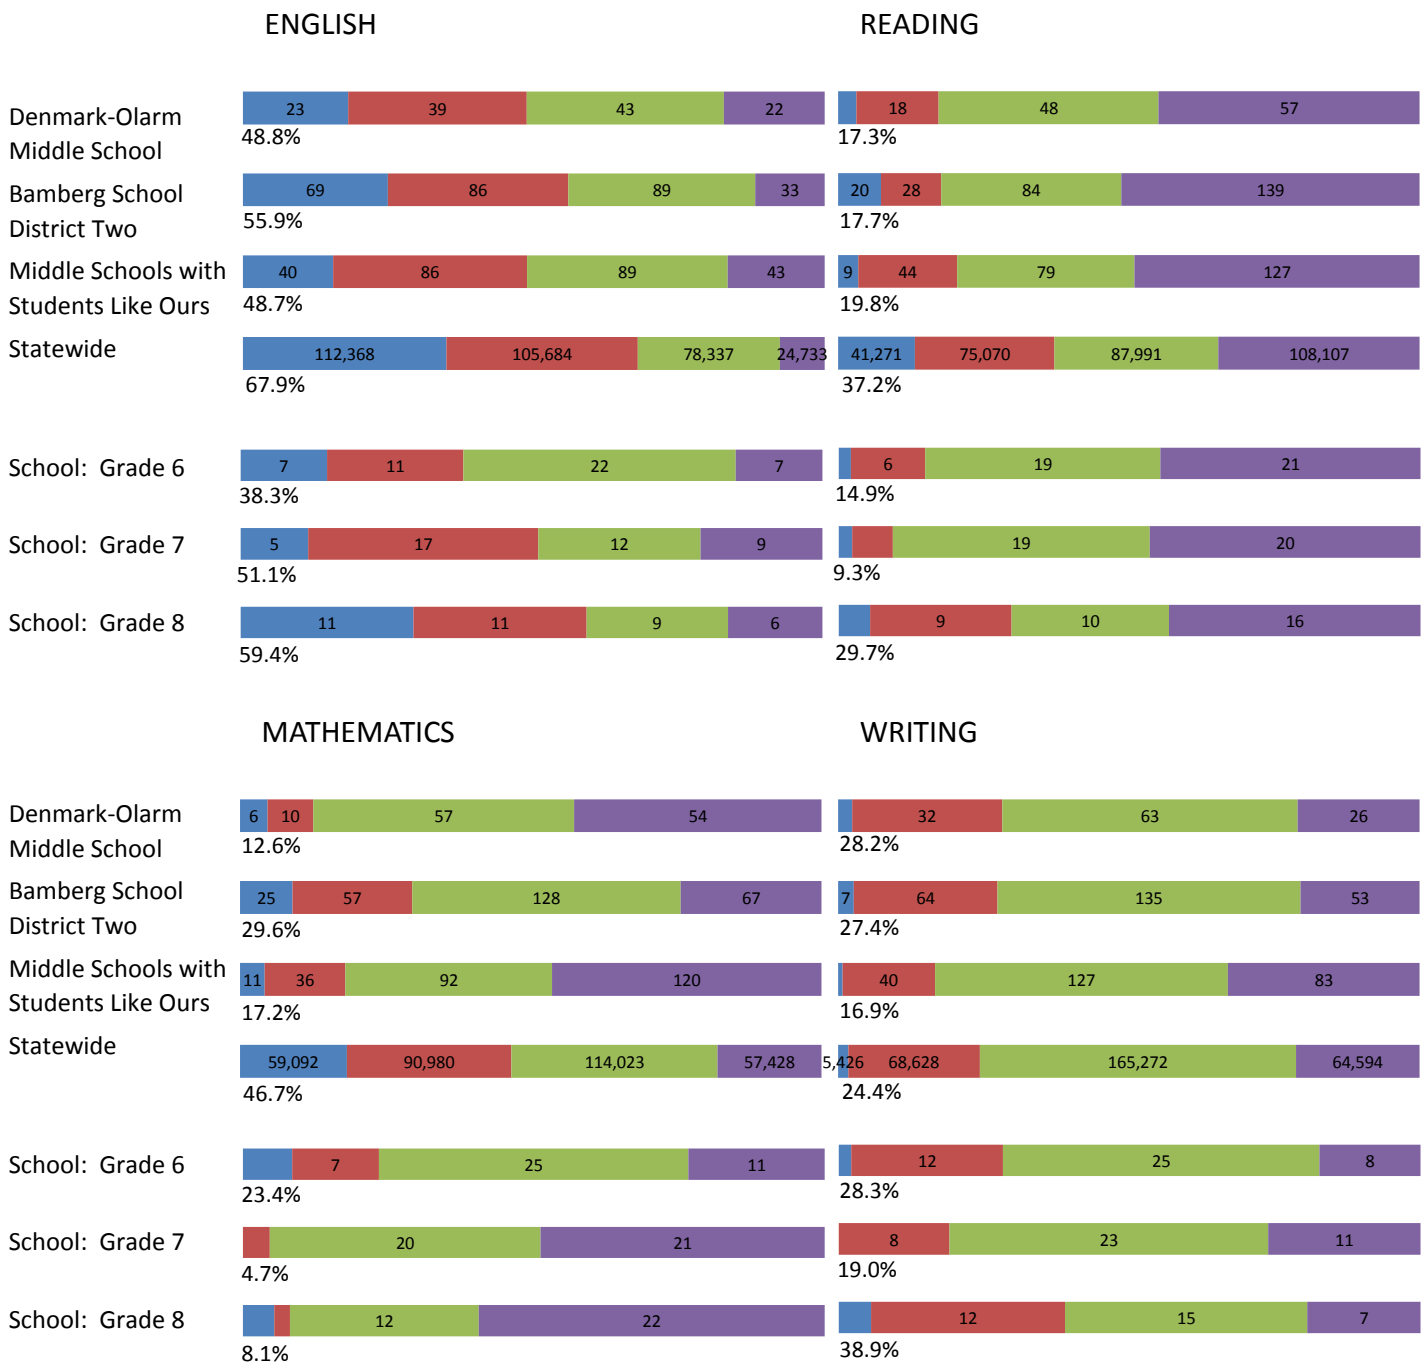 ENGLISH READING
Denmark-Olarm
Middle School
23 39 43 22
48.8%
18 48 57
17.3%
Bamberg School
District Two
69 86 89 33
55.9%
20 28 84 139
17.7%
Middle Schools with
Students Like Ours
40 86 89 43
48.7%
9 44 79 127
19.8%
Statewide
112,368 105,684 78,337 24,733
67.9%
41,271 75,070 87,991 108,107
37.2%
School: Grade 6
7 11 22 7
38.3%
6 19 21
14.9%
School: Grade 7
5 17 12 9
51.1%
19 20
9.3%
School: Grade 8
11 11 9 6
59.4%
9 10 16
29.7%
MATHEMATICS WRITING
Denmark-Olarm
Middle School
6 10 57 54
12.6%
32 63 26
28.2%
Bamberg School
District Two
25 57 128 67
29.6%
7 64 135 53
27.4%
Middle Schools with
Students Like Ours
11 36 92 120
17.2%
40 127 83
16.9%
Statewide
59,092 90,980 114,023 57,428
46.7%
5,426 68,628 165,272 64,594
24.4%
School: Grade 6
7 25 11
23.4%
12 25 8
28.3%
School: Grade 7
20 21
4.7%
8 23 11
19.0%
School: Grade 8
12 22
8.1%
12 15 7
38.9%